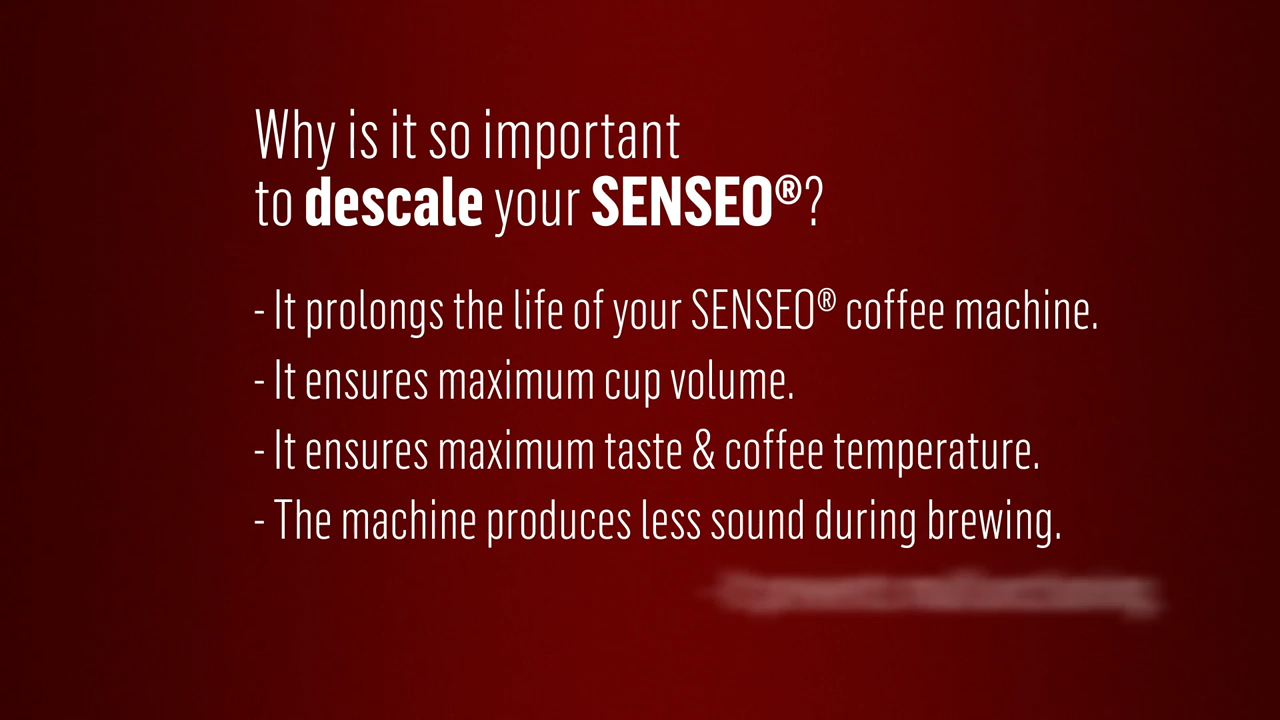 Why is it so important
to descale your SENSEO®?
- It prolongs the life of your SENSEO® coffee machine.
- It ensures maximum cup volume.
- It ensures maximum taste & coffee temperature.
- The machine produces less sound during brewing.